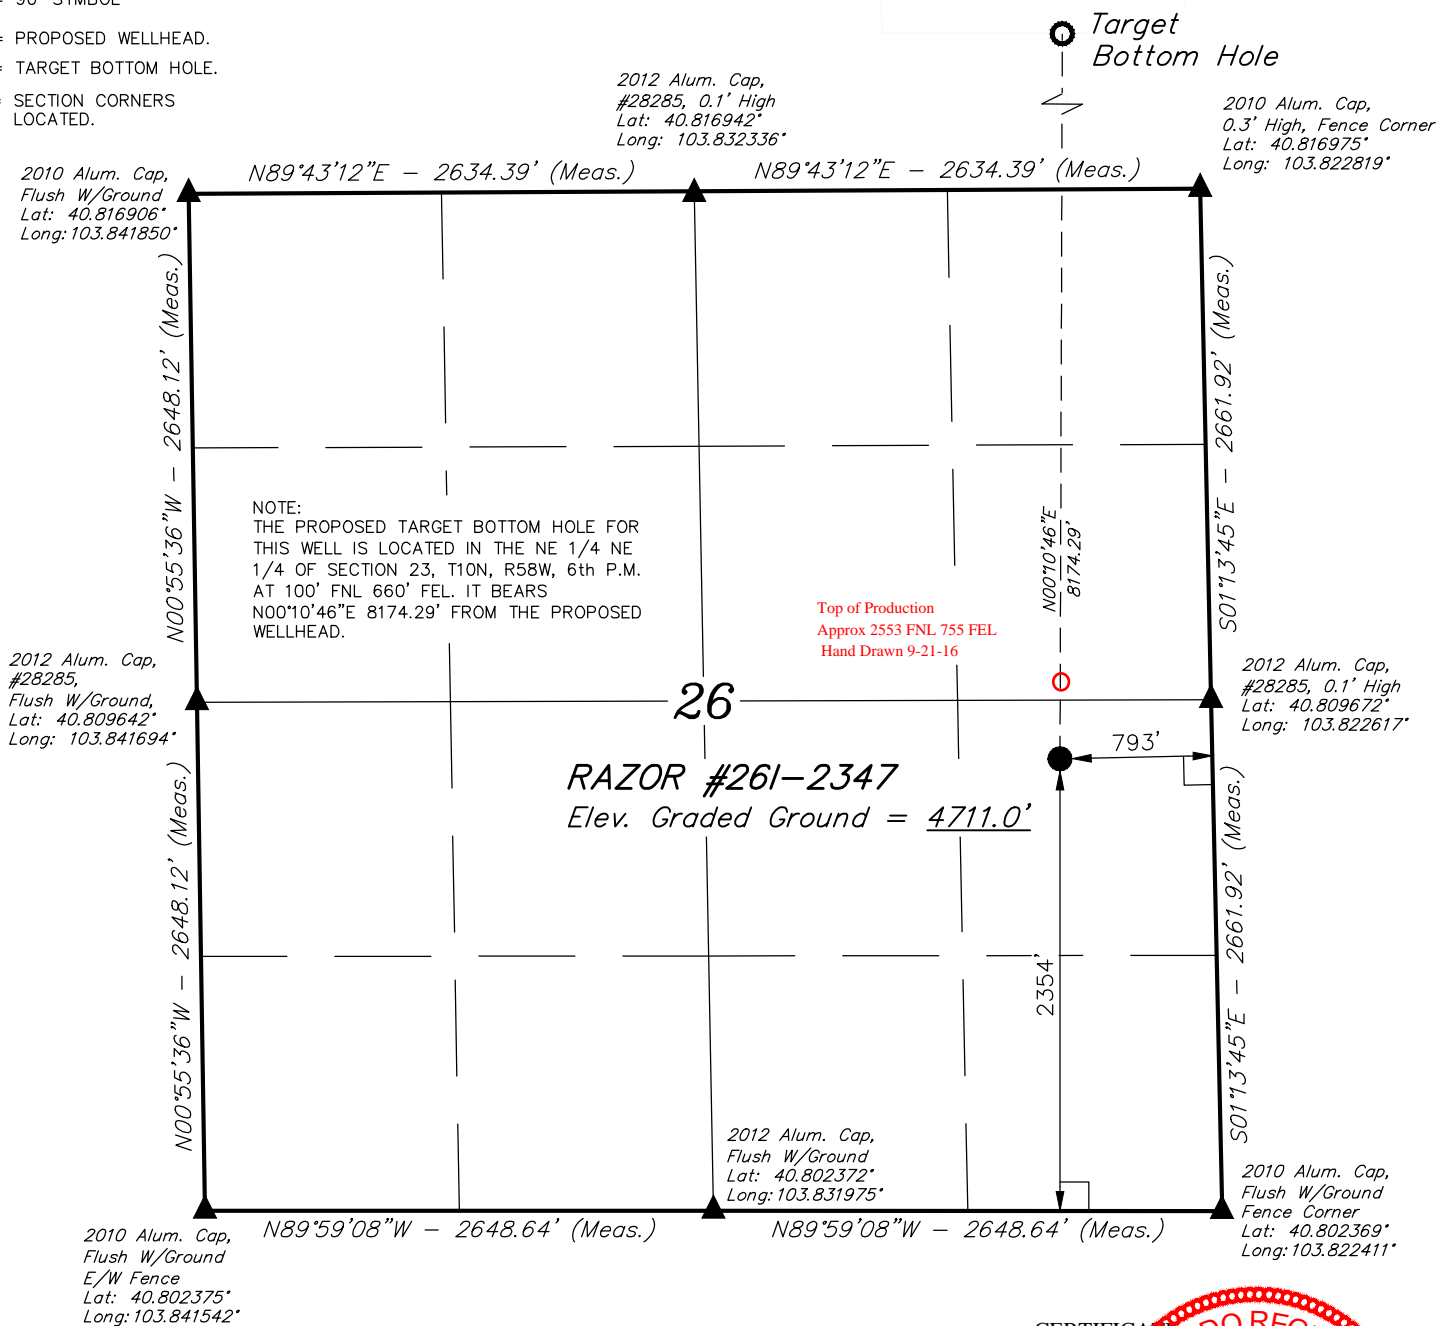 = 90° SYMBOL
= PROPOSED WELLHEAD.
= TARGET BOTTOM HOLE.
= SECTION CORNERS
LOCATED.
Target
Bottom Hole
2012 Alum. Cap,
#28285, 0.1' High
Lat: 40.816942°
Long: 103.832336°
2010 Alum. Cap,
0.3' High, Fence Corner
Lat: 40.816975°
Long: 103.822819°
2010 Alum. Cap,
Flush W/Ground
Lat: 40.816906°
Long: 103.841850°
N89°43'12"E - 2634.39' (Meas.)
N89°43'12"E - 2634.39' (Meas.)
N00°55'36"W - 2648.12' (Meas.)
S01°13'45"E - 2661.92' (Meas.)
NOTE:
THE PROPOSED TARGET BOTTOM HOLE FOR
THIS WELL IS LOCATED IN THE NE 1/4 NE
1/4 OF SECTION 23, T10N, R58W, 6th P.M.
AT 100' FNL 660' FEL. IT BEARS
N00°10'46"E 8174.29' FROM THE PROPOSED
WELLHEAD.
N00°10'46"E
8174.29'
Top of Production
Approx 2553 FNL 755 FEL
Hand Drawn 9-21-16
2012 Alum. Cap,
#28285,
Flush W/Ground,
Lat: 40.809642°
Long: 103.841694°
26
2012 Alum. Cap,
#28285, 0.1' High
Lat: 40.809672°
Long: 103.822617°
793'
RAZOR #26I-2347
Elev. Graded Ground = 4711.0'
N00°55'36"W - 2648.12' (Meas.)
2354'
S01°13'45"E - 2661.92' (Meas.)
2012 Alum. Cap,
Flush W/Ground
Lat: 40.802372°
Long: 103.831975°
2010 Alum. Cap,
Flush W/Ground
Fence Corner
Lat: 40.802369°
Long: 103.822411°
N89°59'08"W - 2648.64' (Meas.)
N89°59'08"W - 2648.64' (Meas.)
2010 Alum. Cap,
Flush W/Ground
E/W Fence
Lat: 40.802375°
Long: 103.841542°